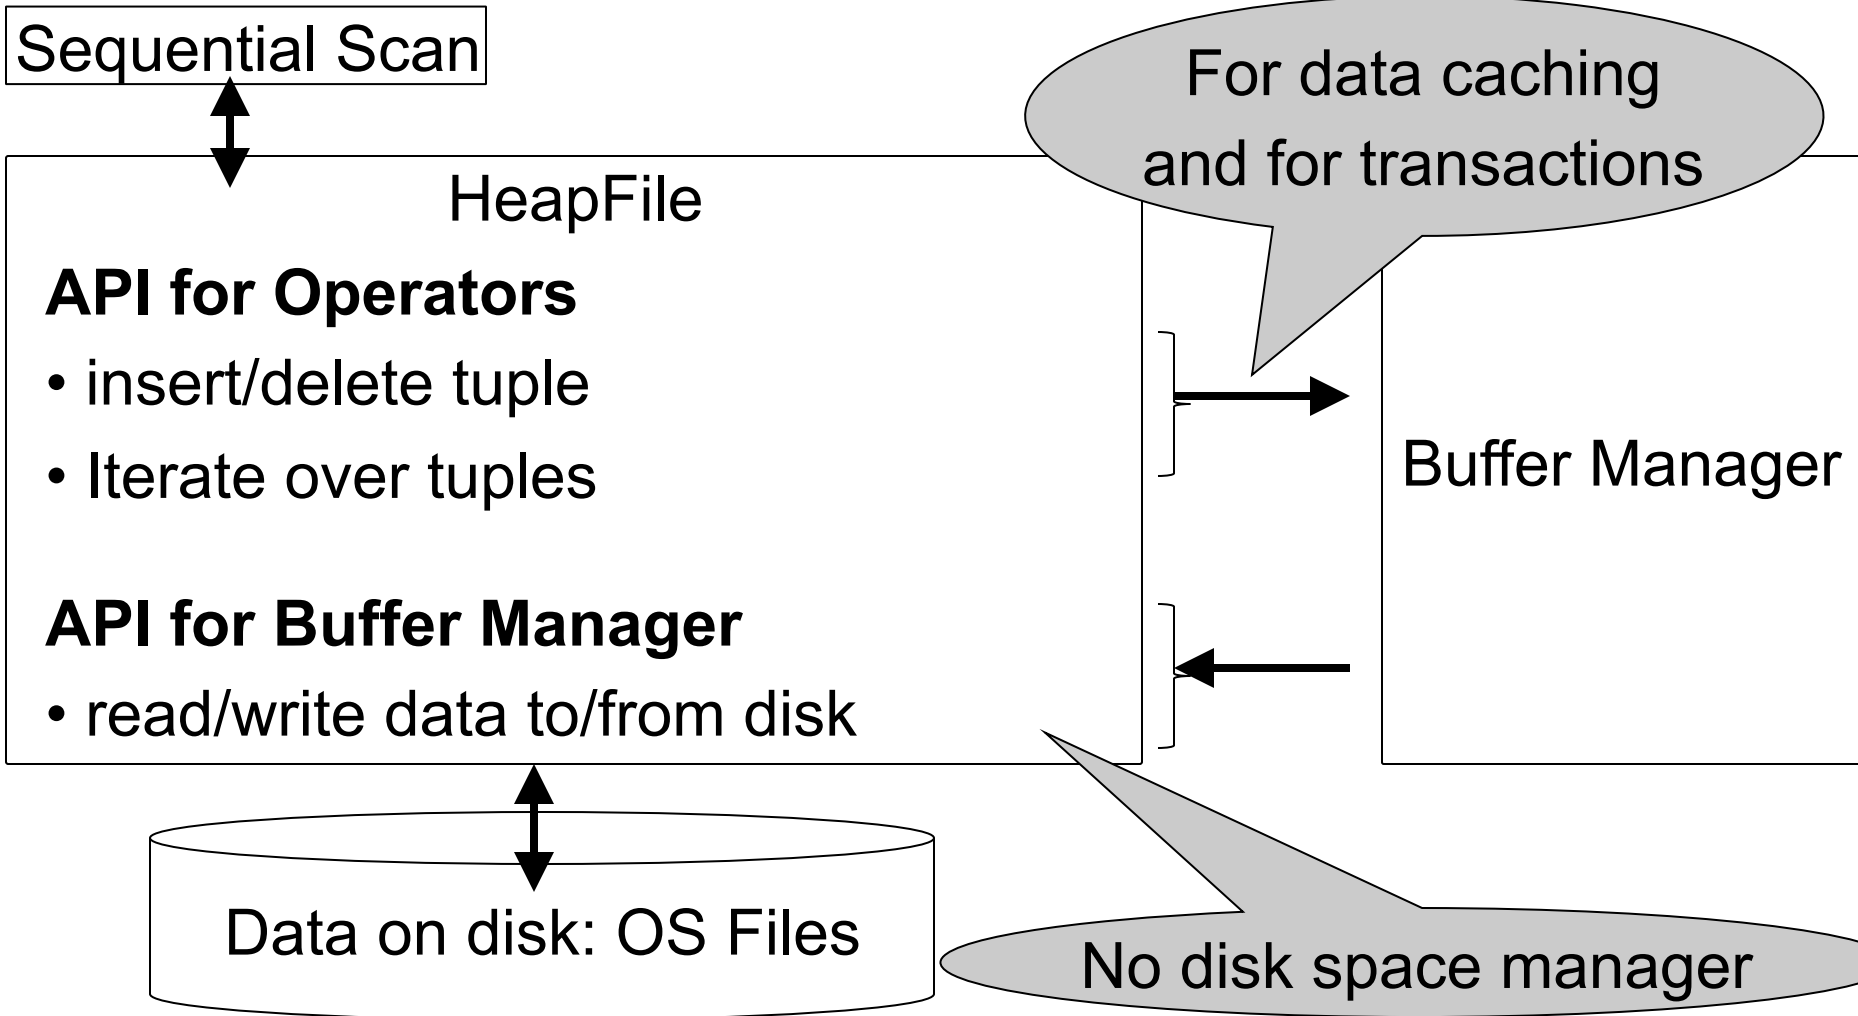 Sequential Scan
For data caching
and for transactions
HeapFile
API for Operators
• insert/delete tuple
• Iterate over tuples
Buffer Manager
API for Buffer Manager
• read/write data to/from disk
Data on disk: OS Files
No disk space manager